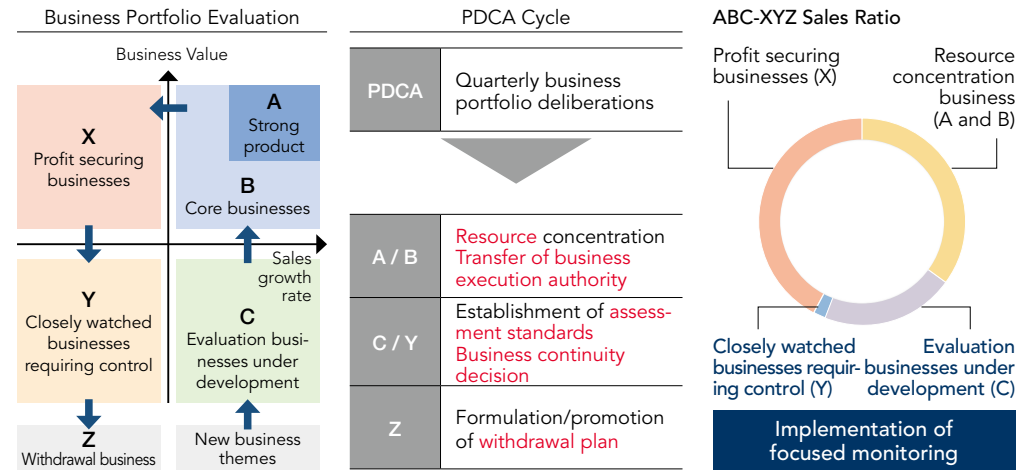 Business Portfolio Evaluation
Business Value
X
Profit securing
businesses
A
Strong
product
B
Core businesses
Sales
growth
rate
Y
Closely watched
businesses
requiring control
C
Evaluation busi-
nesses under
development
Z
Withdrawal business
New business
themes
PDCA Cycle
PDCA
Quarterly business
portfolio deliberations
A / B
Resource concentration
Transfer of business
execution authority
C / Y
Establishment of assess-
ment standards
Business continuity
decision
Z
Formulation/promotion
of withdrawal plan
ABC-XYZ Sales Ratio
Profit securing
businesses (X)
Resource
concentration
business
(A and B)
Closely watched
businesses requir-
ing control (Y)
Evaluation
businesses under
development (C)
Implementation of
focused monitoring